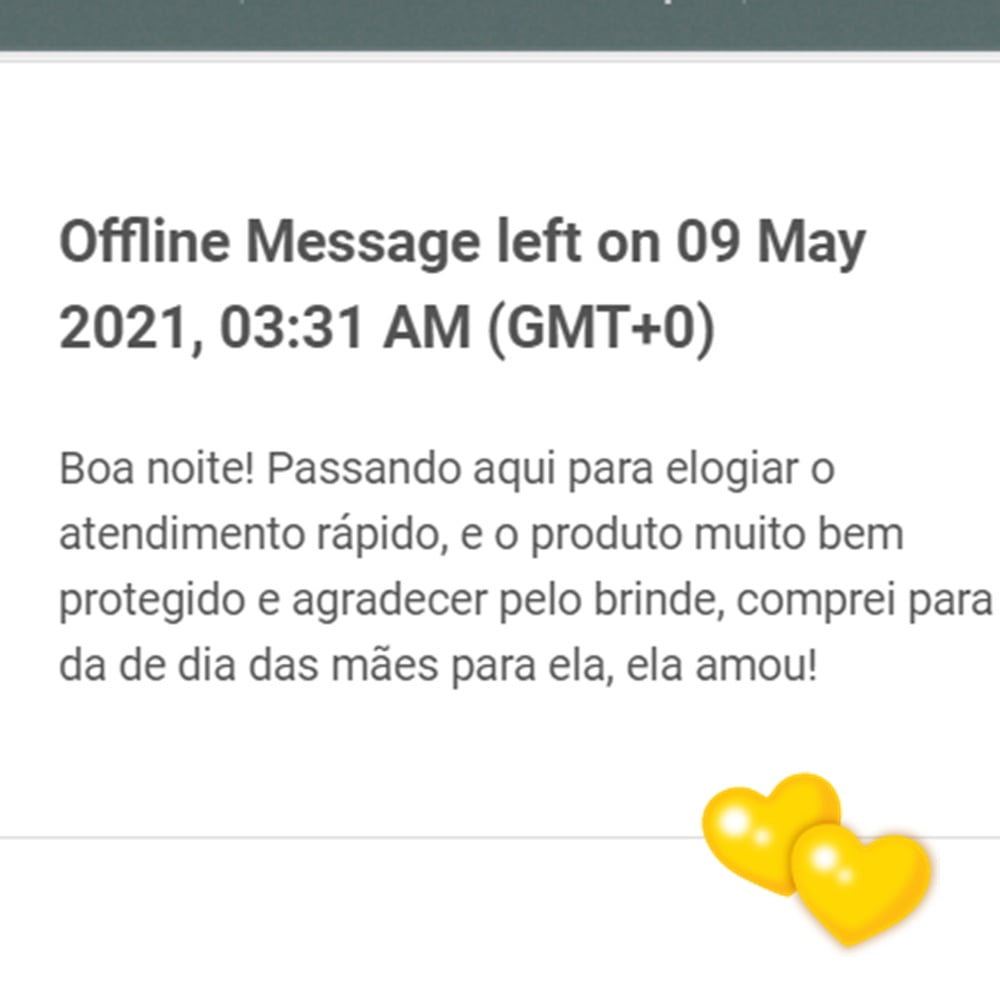 Offline Message left on 09 May
2021, 03:31 AM (GMT+0)
Boa noite! Passando aqui para elogiar o
atendimento rápido, e o produto muito bem
protegido e agradecer pelo brinde, comprei para
da de dia das mães para ela, ela amou!